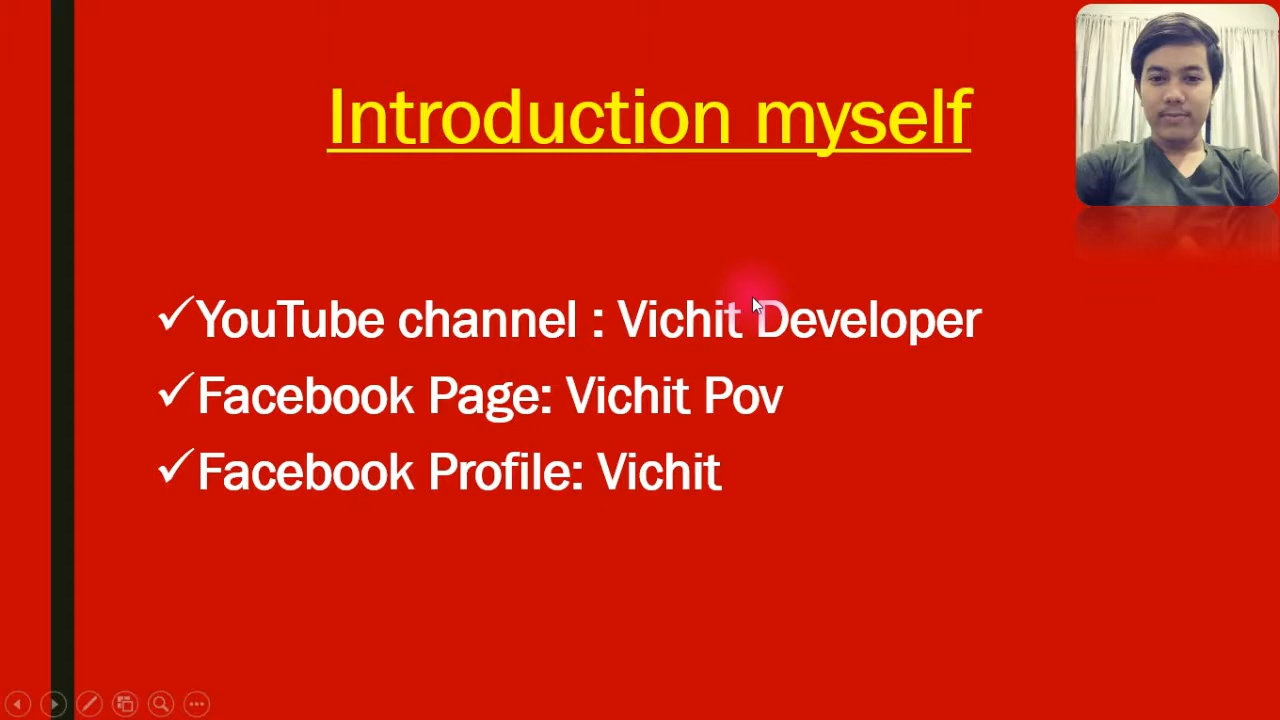 Introduction myself
YouTube channel : Vichit Developer
Facebook Page: Vichit Pov
Facebook Profile: Vichit